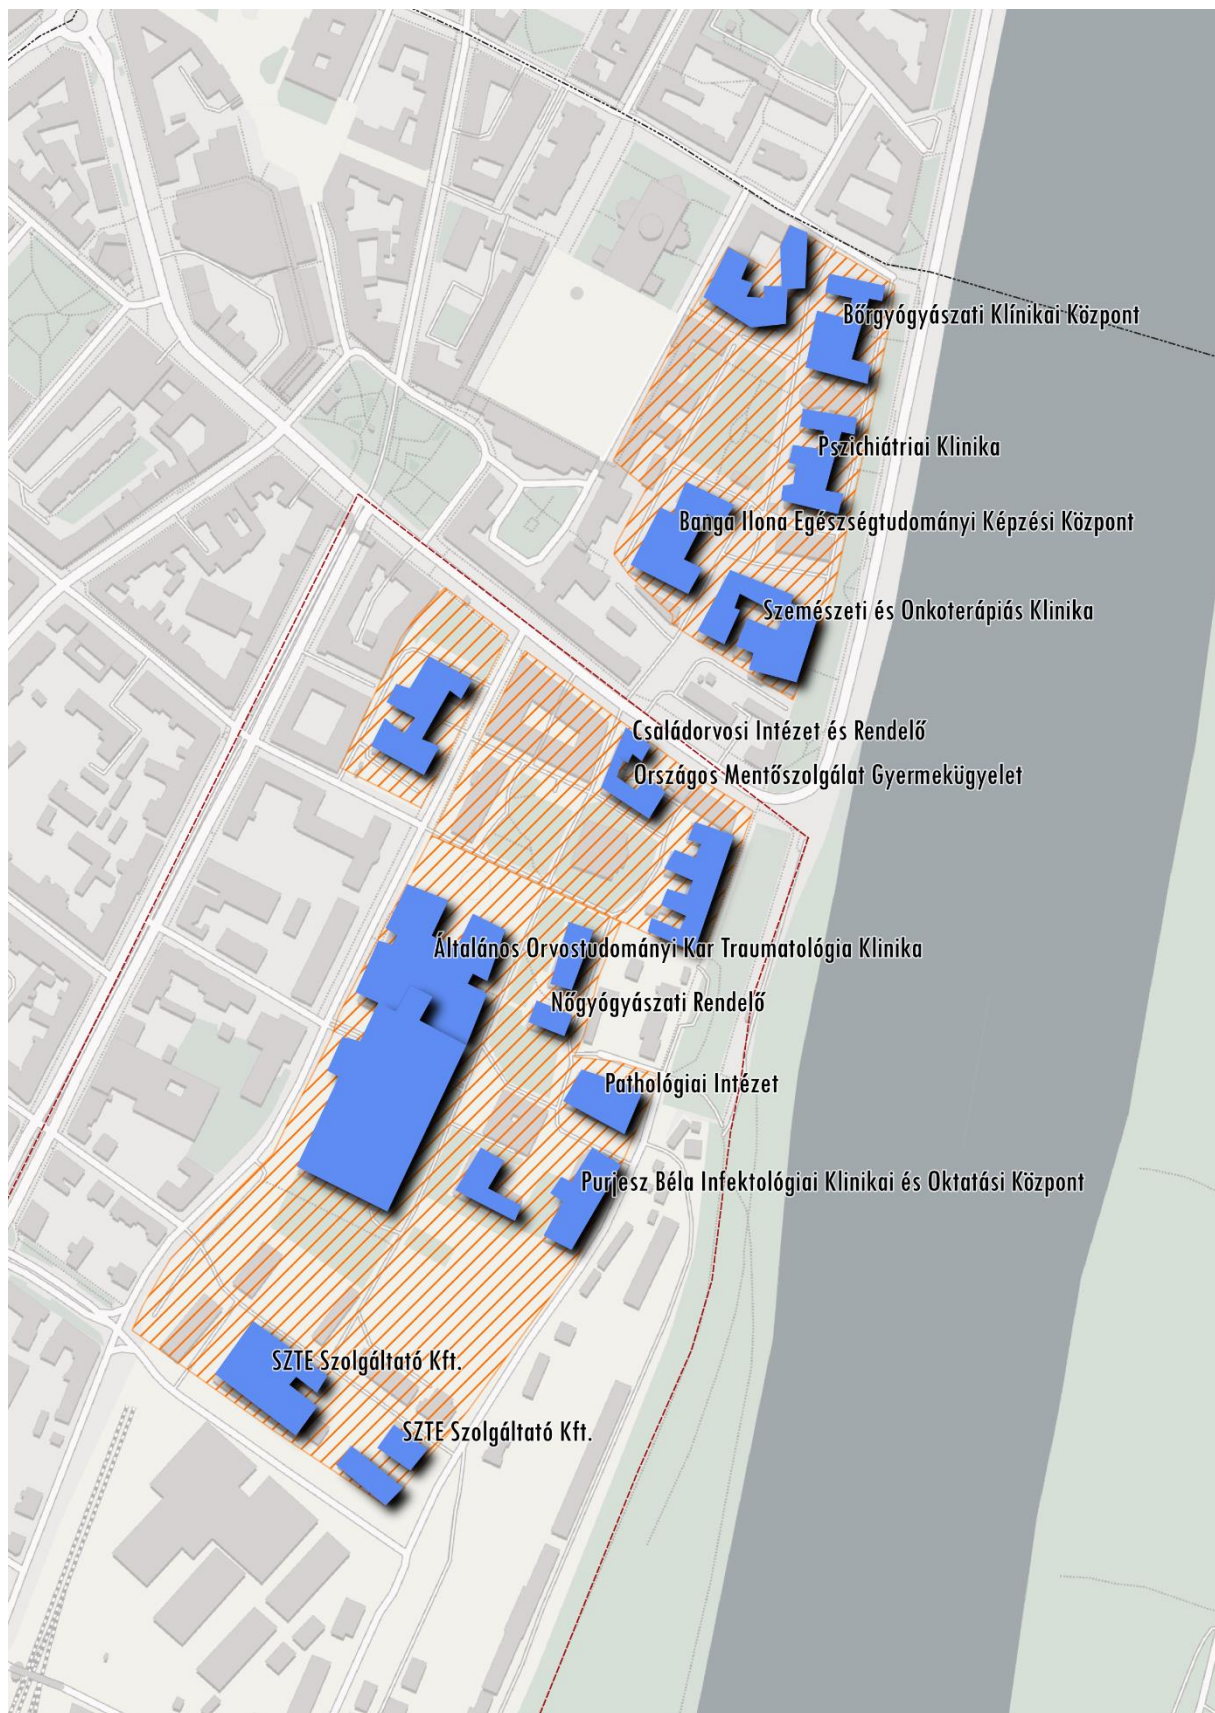 Bőrgyógyászati Klínikai Központ
Pszichiátriai Klinika
Banga Ilona Egészségtudományi Képzési Központ
Szemészeti és Onkoterápiás Klinika
Családorvosi Intézet és Rendelő
Országos Mentőszolgálat Gyermekügyelet
Általános Orvostudományi Kar Traumatológia Klinika
Nőgyógyászati Rendelő
Pathológiai Intézet
Purjesz Béla Infektológiai Klinikai és Oktatási Központ
SZTE Szolgáltató Kft.
SZTE Szolgáltató Kft.